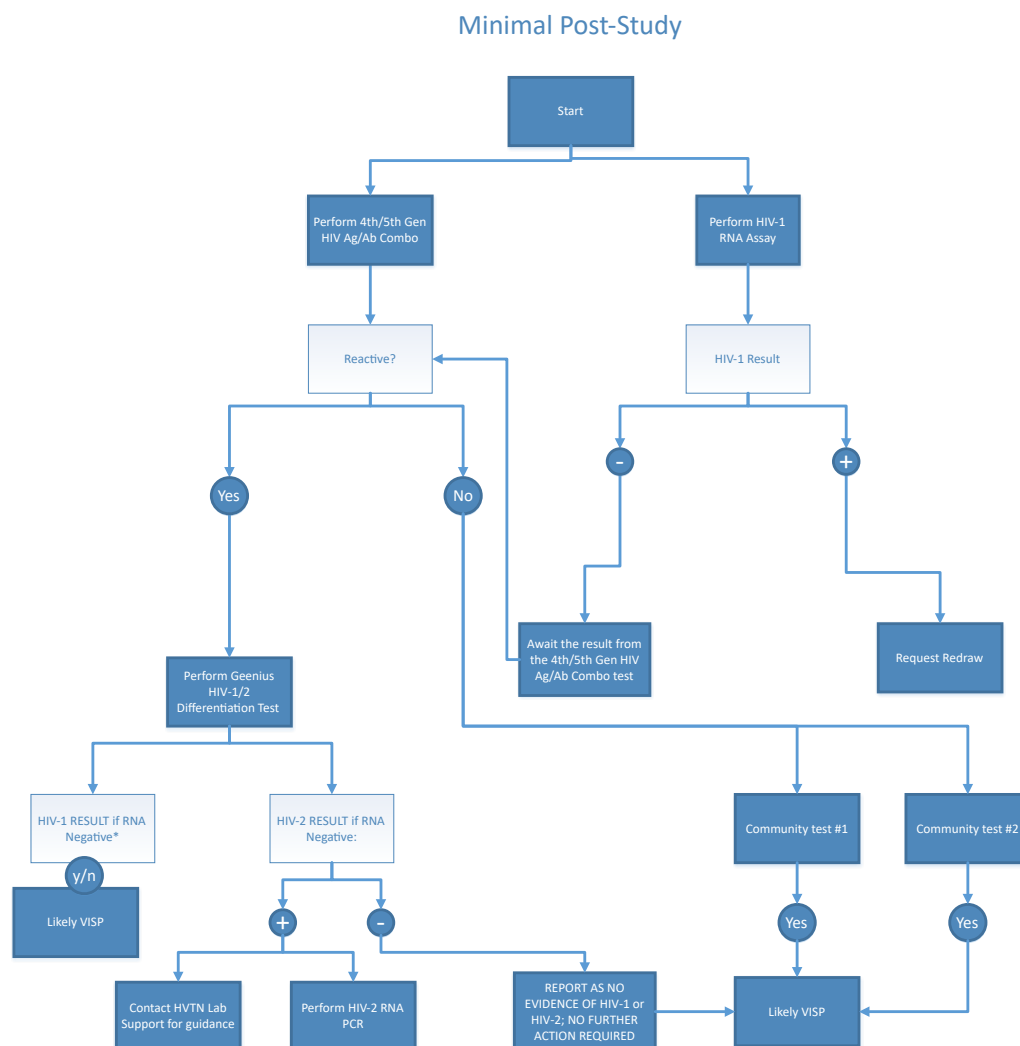 Minimal Post-Study
Start
Perform 4th/5th Gen
HIV Ag/Ab Combo
Perform HIV-1
RNA Assay
Reactive?
HIV-1 Result
-
+
Yes
No
Await the result from
the 4th/5th Gen HIV
Ag/Ab Combo test
Request Redraw
Perform Geenius
HIV-1/2
Differentiation Test
HIV-1 RESULT if RNA
Negative*
HIV-2 RESULT if RNA
Negative:
Community test #1
Community test #2
y/n
Likely VISP
+
-
Yes
Yes
Contact HVTN Lab
Support for guidance
Perform HIV-2 RNA
PCR
REPORT AS NO
EVIDENCE OF HIV-1 or
HIV-2; NO FURTHER
ACTION REQUIRED
Likely VISP